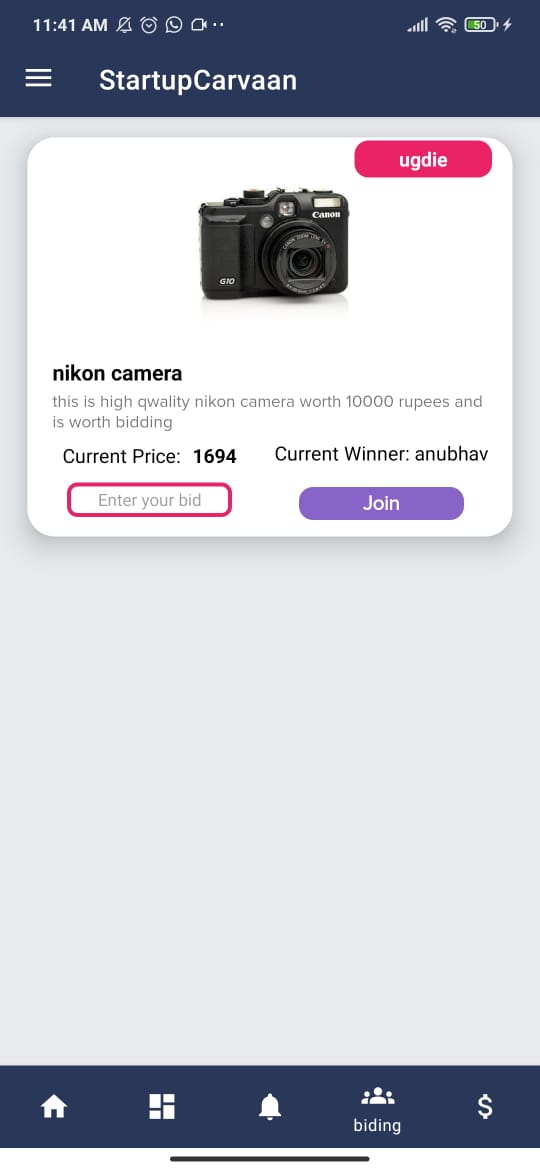 11:41 AM
50
StartupCarvaan
ugdie
Canon
G10
nikon camera
this is high qwality nikon camera worth 10000 rupees and
is worth bidding
Current Price: 1694
Current Winner: anubhav
Enter your bid
Join
biding